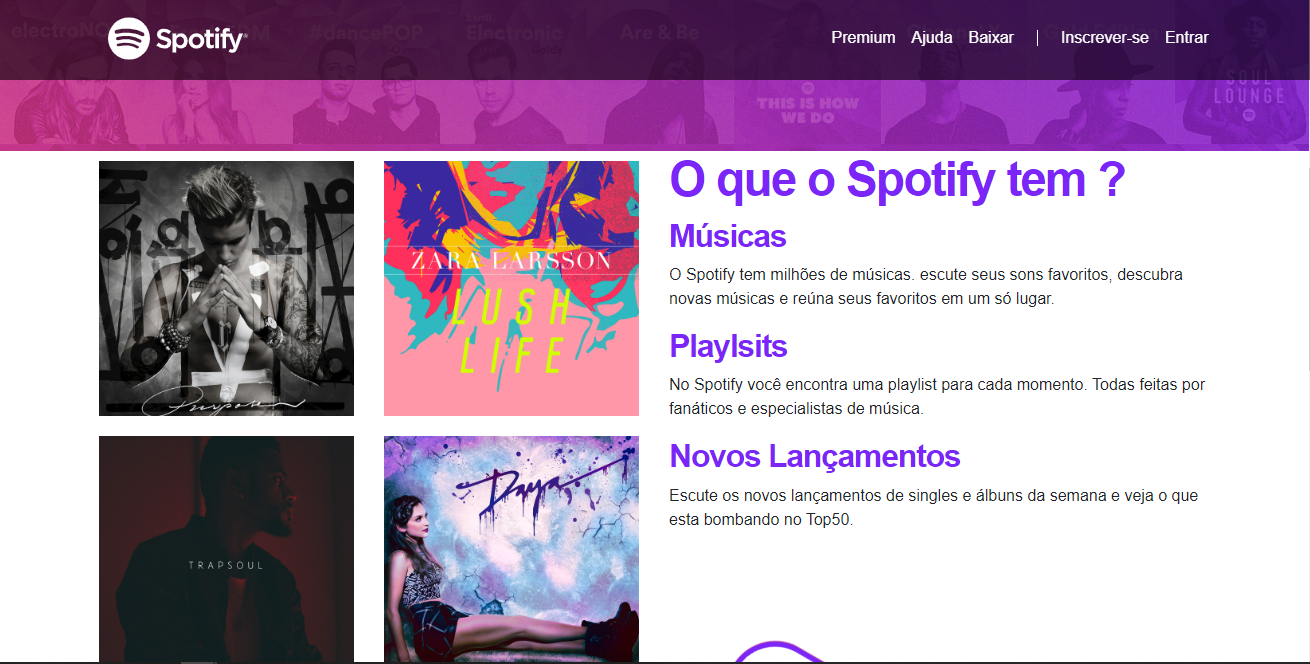 electroNOW
#dancePOP
Electronic
Are & Be
Spotify
Premium Ajuda Baixar | Inscrever-se Entrar
THIS IS HOW
WE DO
SOUL
LOUNGE
ZARA LARSSON
LUSH
LIFE
Purpose
TRAPSOUL
Daya
O que o Spotify tem ?
Músicas
O Spotify tem milhões de músicas. escute seus sons favoritos, descubra
novas músicas e reúna seus favoritos em um só lugar.
Playlsits
No Spotify você encontra uma playlist para cada momento. Todas feitas por
fanáticos e especialistas de música.
Novos Lançamentos
Escute os novos lançamentos de singles e álbuns da semana e veja o que
esta bombando no Top50.